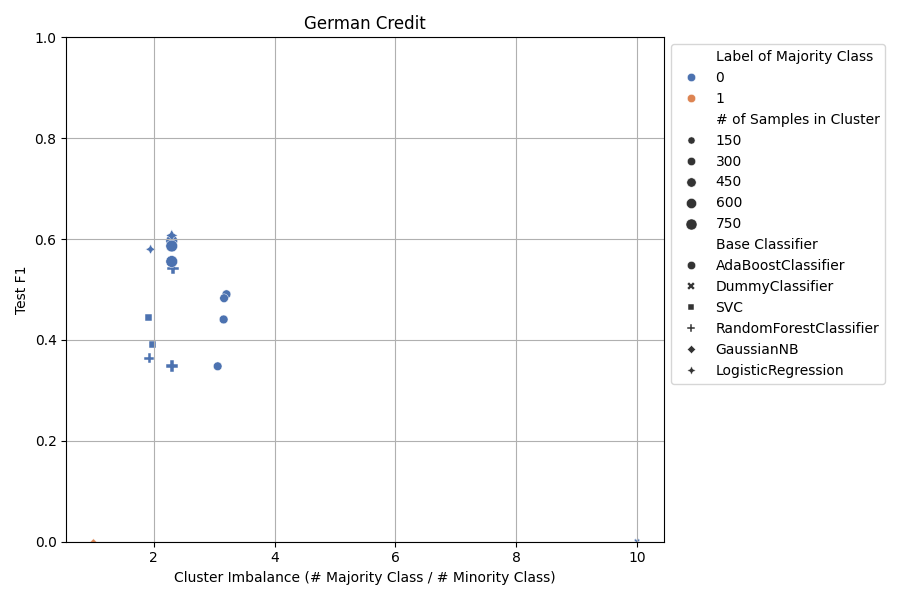 German Credit
1.0
0.8
0.6
0.4
0.2
0.0
Test F1
2
4
6
8
10
Cluster Imbalance (# Majority Class / # Minority Class)
Label of Majority Class
0
1
# of Samples in Cluster
150
300
450
600
750
Base Classifier
AdaBoostClassifier
DummyClassifier
SVC
RandomForestClassifier
GaussianNB
LogisticRegression